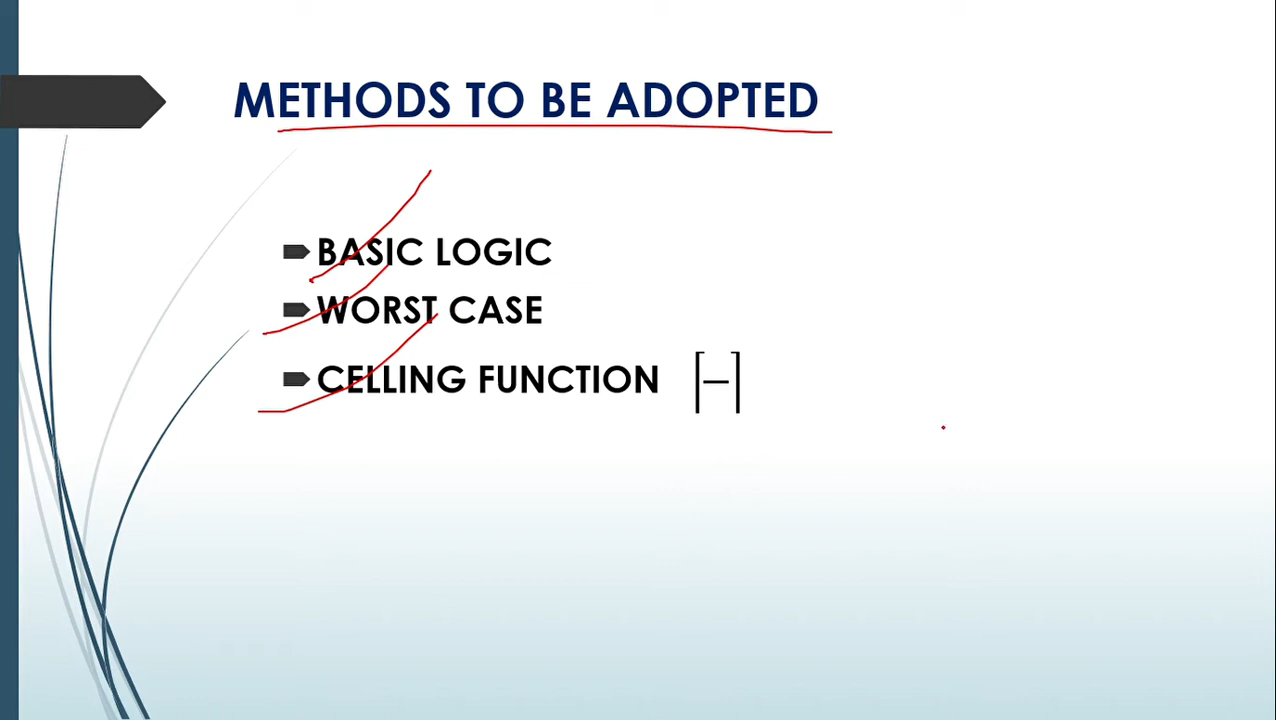 METHODS TO BE ADOPTED
BASIC LOGIC
WORST CASE
CELLING FUNCTION ⌈—⌉